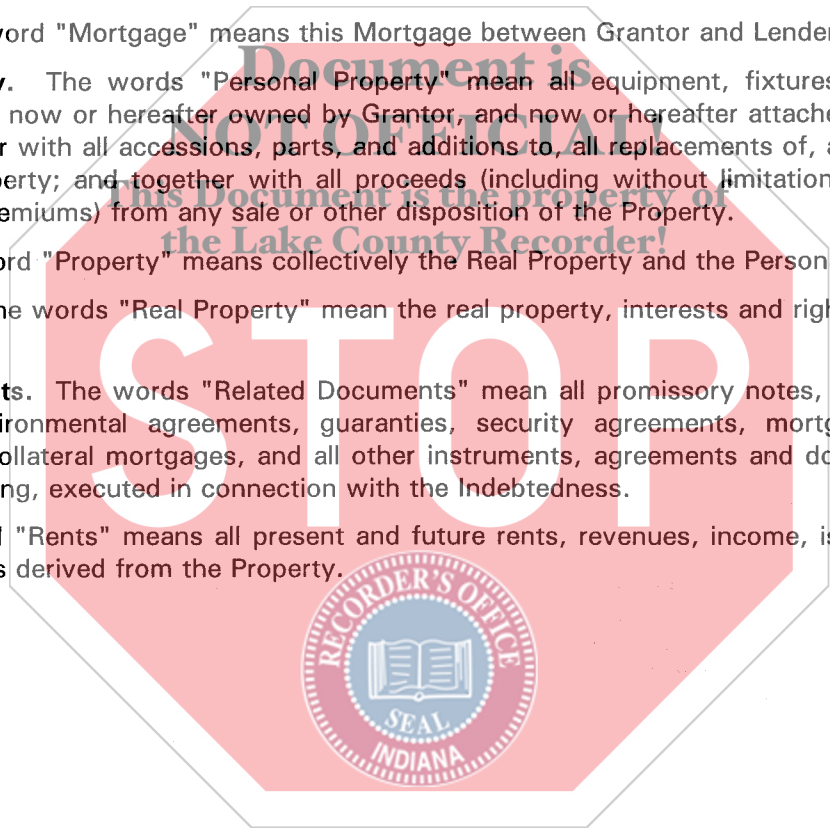 word "Mortgage" means this Mortgage between Grantor and Lender
Document is
y. The words "Personal Property" mean all equipment, fixtures
now or hereafter owned by Grantor, and now or hereafter attache
NOT OFFICIAL!
r with all accessions, parts, and additions to, all replacements of, a
perty; and together with all proceeds (including without limitation
This Document is the property of
emiums) from any sale or other disposition of the Property.
the Lake County Recorder!
ord "Property" means collectively the Real Property and the Person
he words "Real Property" mean the real property, interests and righ
STOP
ts. The words "Related Documents" mean all promissory notes,
ironmental agreements, guaranties, security agreements, mortg
ollateral mortgages, and all other instruments, agreements and do
ng, executed in connection with the Indebtedness.
d "Rents" means all present and future rents, revenues, income, is
s derived from the Property.
RECORDER'S OFFICE
SEAL
INDIANA